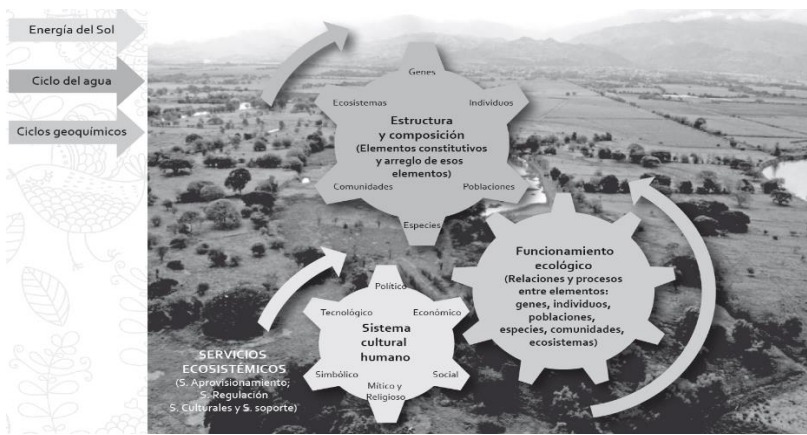 Energía del Sol
Ciclo del agua
Ciclos geoquímicos
Genes
Ecosistemas
Individuos
Estructura
y composición
(Elementos constitutivos
y arreglo de esos
elementos)
Comunidades
Poblaciones
Especies
Funcionamiento
ecológico
(Relaciones y procesos
entre elementos:
genes, individuos,
poblaciones,
especies, comunidades,
ecosistemas)
Político
Tecnológico
Económico
Sistema
cultural
humano
Simbólico
Social
Mítico y
Religioso
SERVICIOS
ECOSISTÉMICOS
(S. Aprovisionamiento;
S. Regulación
S. Culturales y S. soporte)